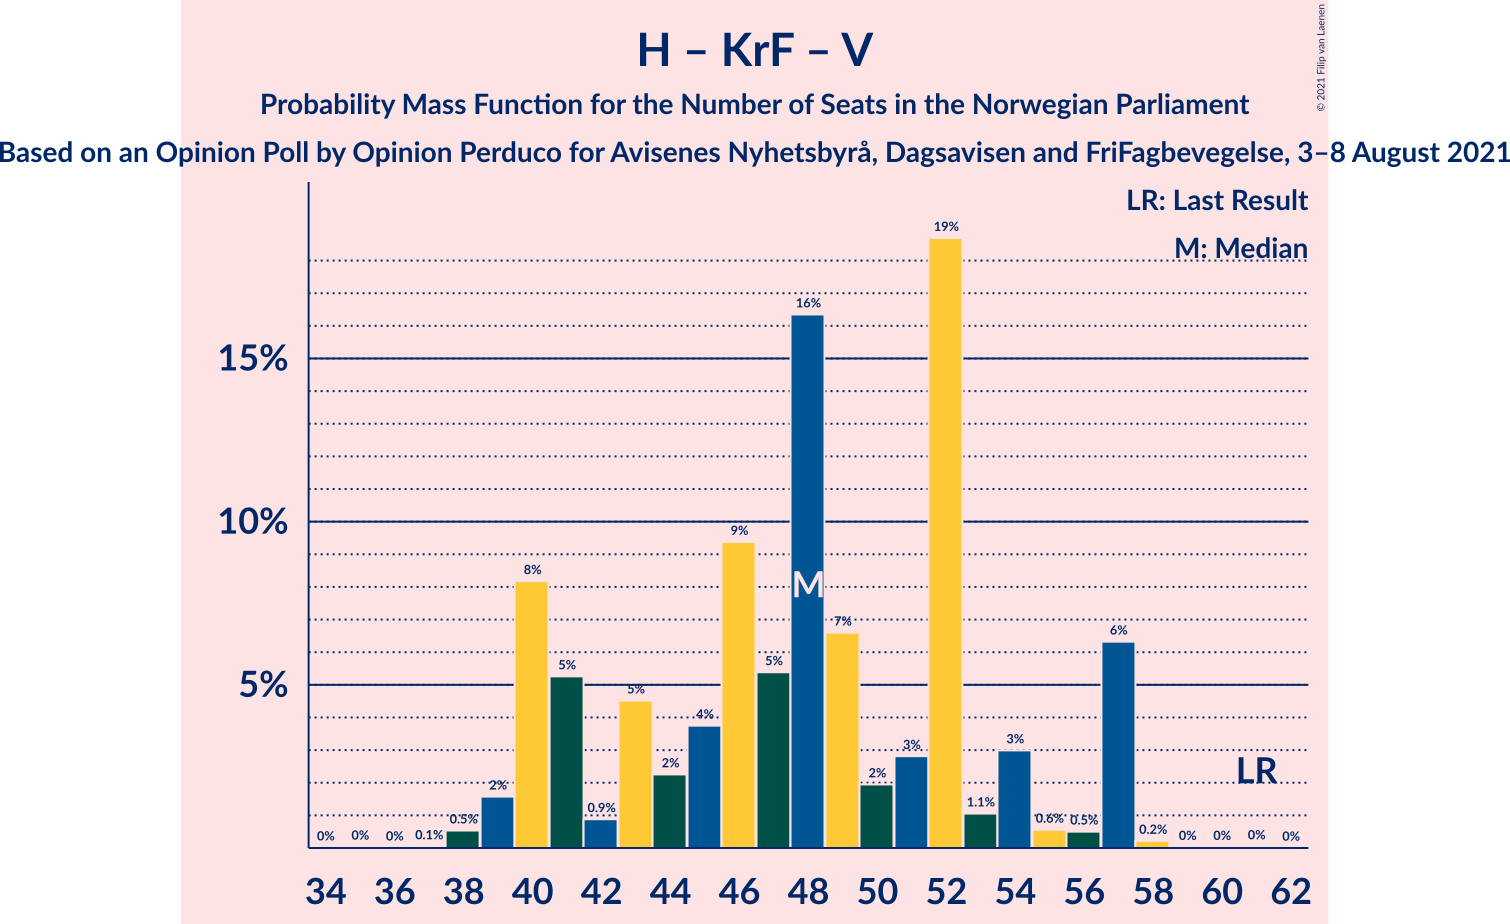 H – KrF – V
Probability Mass Function for the Number of Seats in the Norwegian Parliament
Based on an Opinion Poll by Opinion Perduco for Avisenes Nyhetsbyrå, Dagsavisen and FriFagbevegelse, 3–8 August 2021
© 2021 Filip van Laenen
LR: Last Result
M: Median
15%
10%
5%
0% 0% 0% 0.1% 0.5% 2% 8% 5% 0.9% 5% 2% 4% 9% 5% 16% 7% 2% 3% 19% 1.1% 3% 0.6% 0.5% 6% 0.2% 0% 0% 0% 0%
M
LR
34 36 38 40 42 44 46 48 50 52 54 56 58 60 62